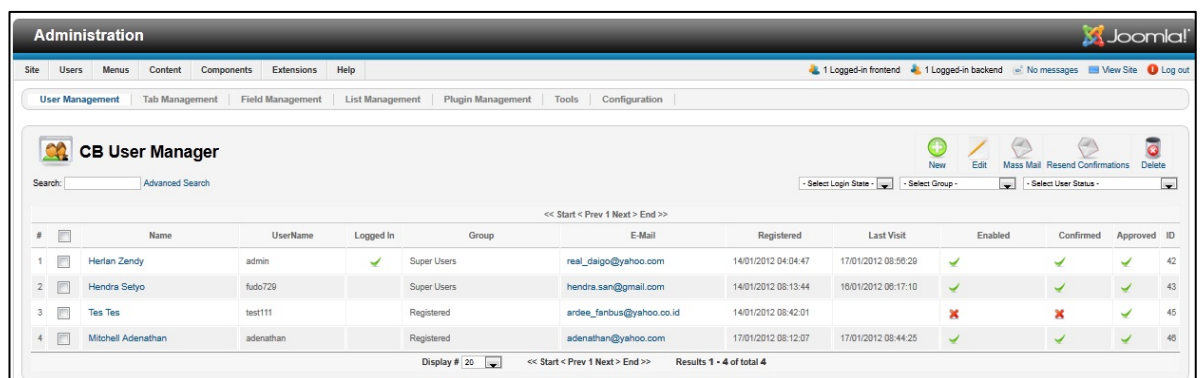 Administration
Joomla!
Site Users Menus Content Components Extensions Help 1 Logged-in frontend 1 Logged-in backend No messages View Site Log out
User Management Tab Management Field Management List Management Plugin Management Tools Configuration
CB User Manager
New Edit Mass Mail Resend Confirmations Delete
Search: Advanced Search - Select Login State - - Select Group - - Select User Status -
<< Start < Prev 1 Next > End >>
# Name UserName Logged In Group E-Mail Registered Last Visit Enabled Confirmed Approved ID
1 Herlan Zendy admin Super Users real_daigo@yahoo.com 14/01/2012 04:04:47 17/01/2012 08:56:29 42
2 Hendra Setyo fudo729 Super Users hendra.san@gmail.com 14/01/2012 08:13:44 16/01/2012 06:17:10 43
3 Tes Tes test111 Registered ardee_fanbus@yahoo.co.id 14/01/2012 08:42:01 45
4 Mitchell Adenathan adenathan Registered adenathan@yahoo.com 17/01/2012 08:12:07 17/01/2012 08:44:25 46
Display # 20 << Start < Prev 1 Next > End >> Results 1 - 4 of total 4